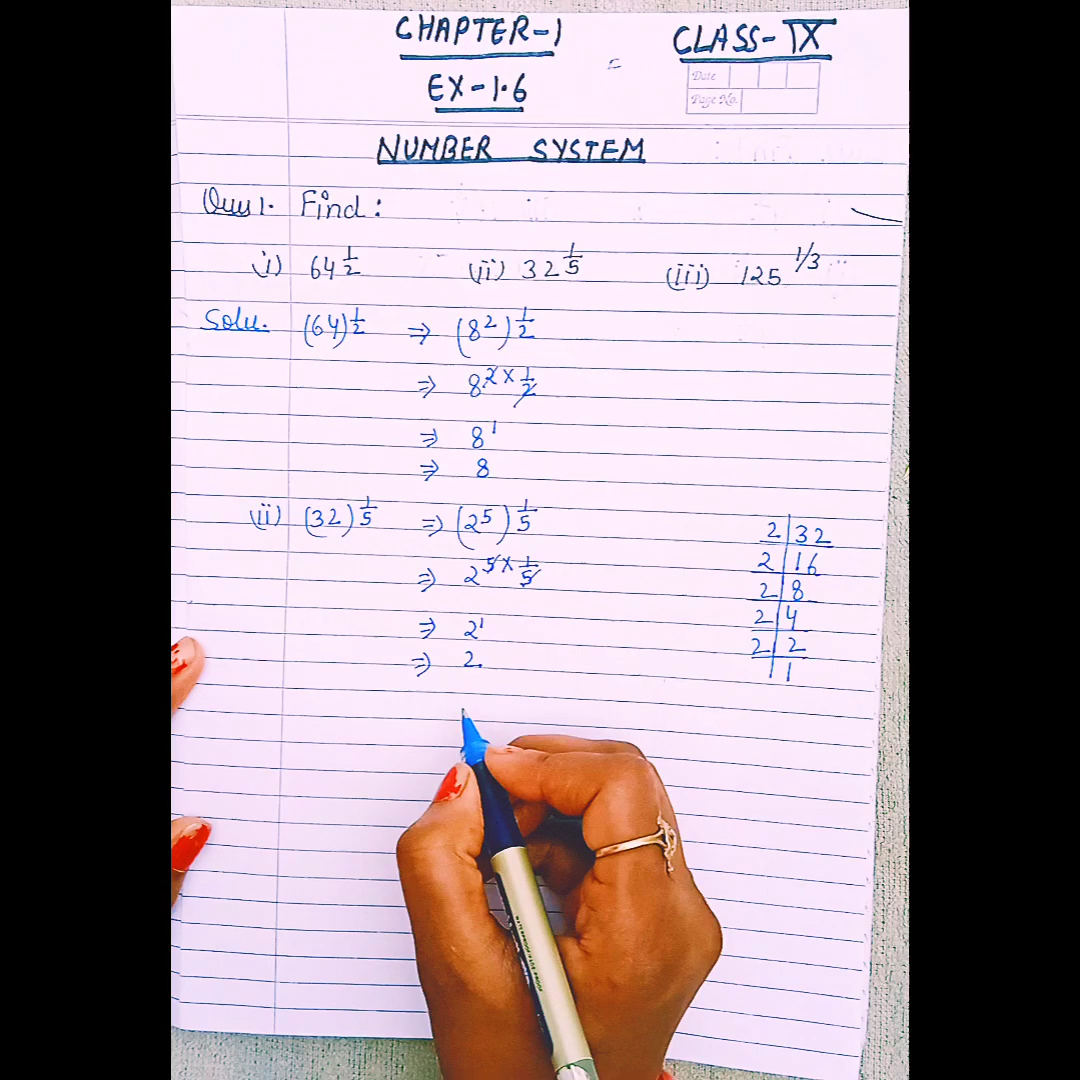 CHAPTER-1 CLASS-IX
EX-1.6
Date
Page No.
NUMBER SYSTEM
Ques 1. Find:
(i) 64^1/2 (ii) 32^1/5 (iii) 125^1/3
Solu. (64)^1/2 ⇒ (8²)^1/2
⇒ 8^2×1/2
⇒ 8¹
⇒ 8
(ii) (32)^1/5 ⇒ (2⁵)^1/5
⇒ 2^5×1/5
⇒ 2¹
⇒ 2.
2|32
2|16
2|8
2|4
2|2
|1